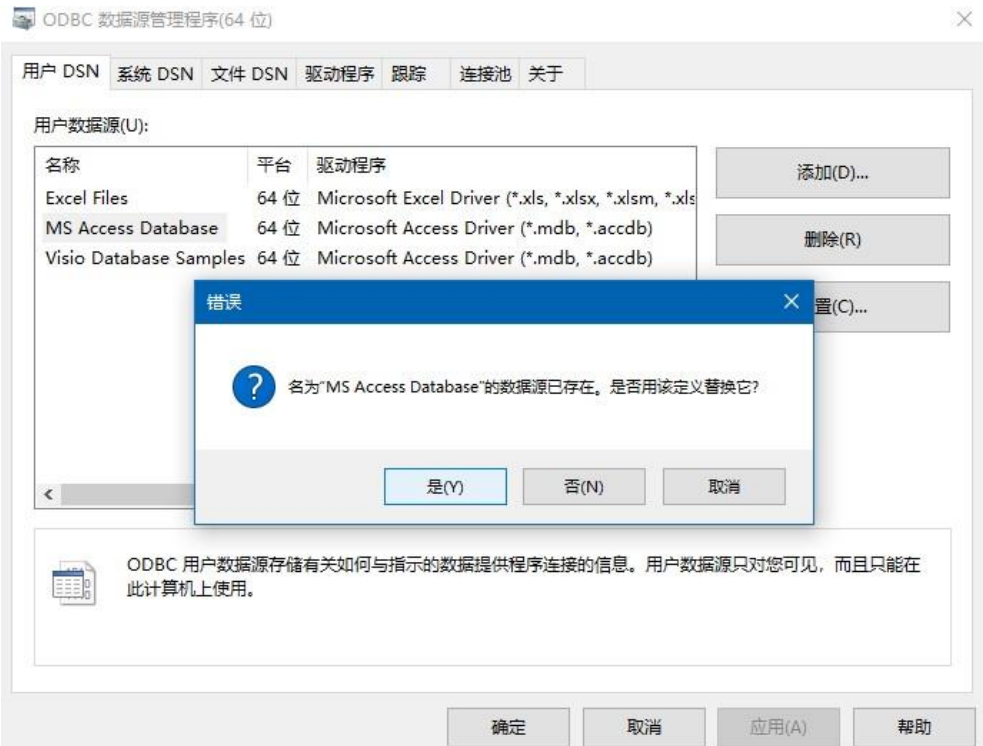 ODBC 数据源管理程序(64 位)
用户 DSN 系统 DSN 文件 DSN 驱动程序 跟踪 连接池 关于
用户数据源(U):
名称 平台 驱动程序
Excel Files 64 位 Microsoft Excel Driver (*.xls, *.xlsx, *.xlsm, *.xls
MS Access Database 64 位 Microsoft Access Driver (*.mdb, *.accdb)
Visio Database Samples 64 位 Microsoft Access Driver (*.mdb, *.accdb)
添加(D)...
删除(R)
置(C)...
错误
名为"MS Access Database"的数据源已存在。是否用该定义替换它?
是(Y) 否(N) 取消
ODBC 用户数据源存储有关如何与指示的数据提供程序连接的信息。用户数据源只对您可见，而且只能在
此计算机上使用。
确定 取消 应用(A) 帮助